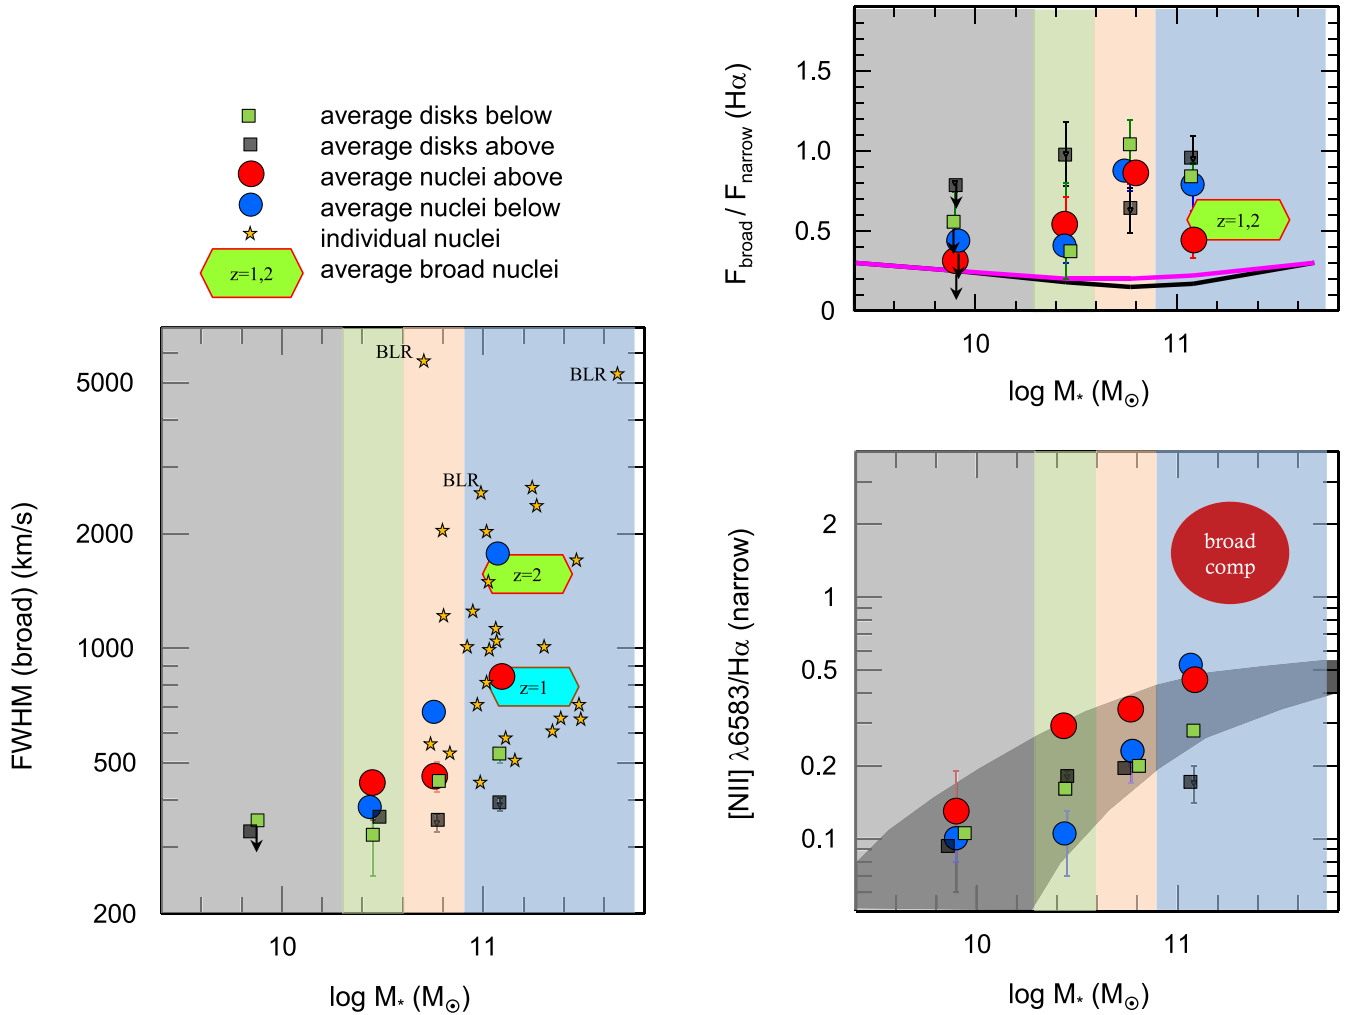 average disks below
average disks above
average nuclei above
average nuclei below
individual nuclei
z=1,2 average broad nuclei
FWHM (broad) (km/s)
5000
2000
1000
500
200
BLR
BLR
BLR
z=2
z=1
10 11
log M* (M⊙)
F_broad / F_narrow (Hα)
1.5
1.0
0.5
0
z=1,2
10 11
log M* (M⊙)
[NII] λ6583/Hα (narrow)
2
1
0.5
0.2
0.1
broad
comp
10 11
log M* (M⊙)